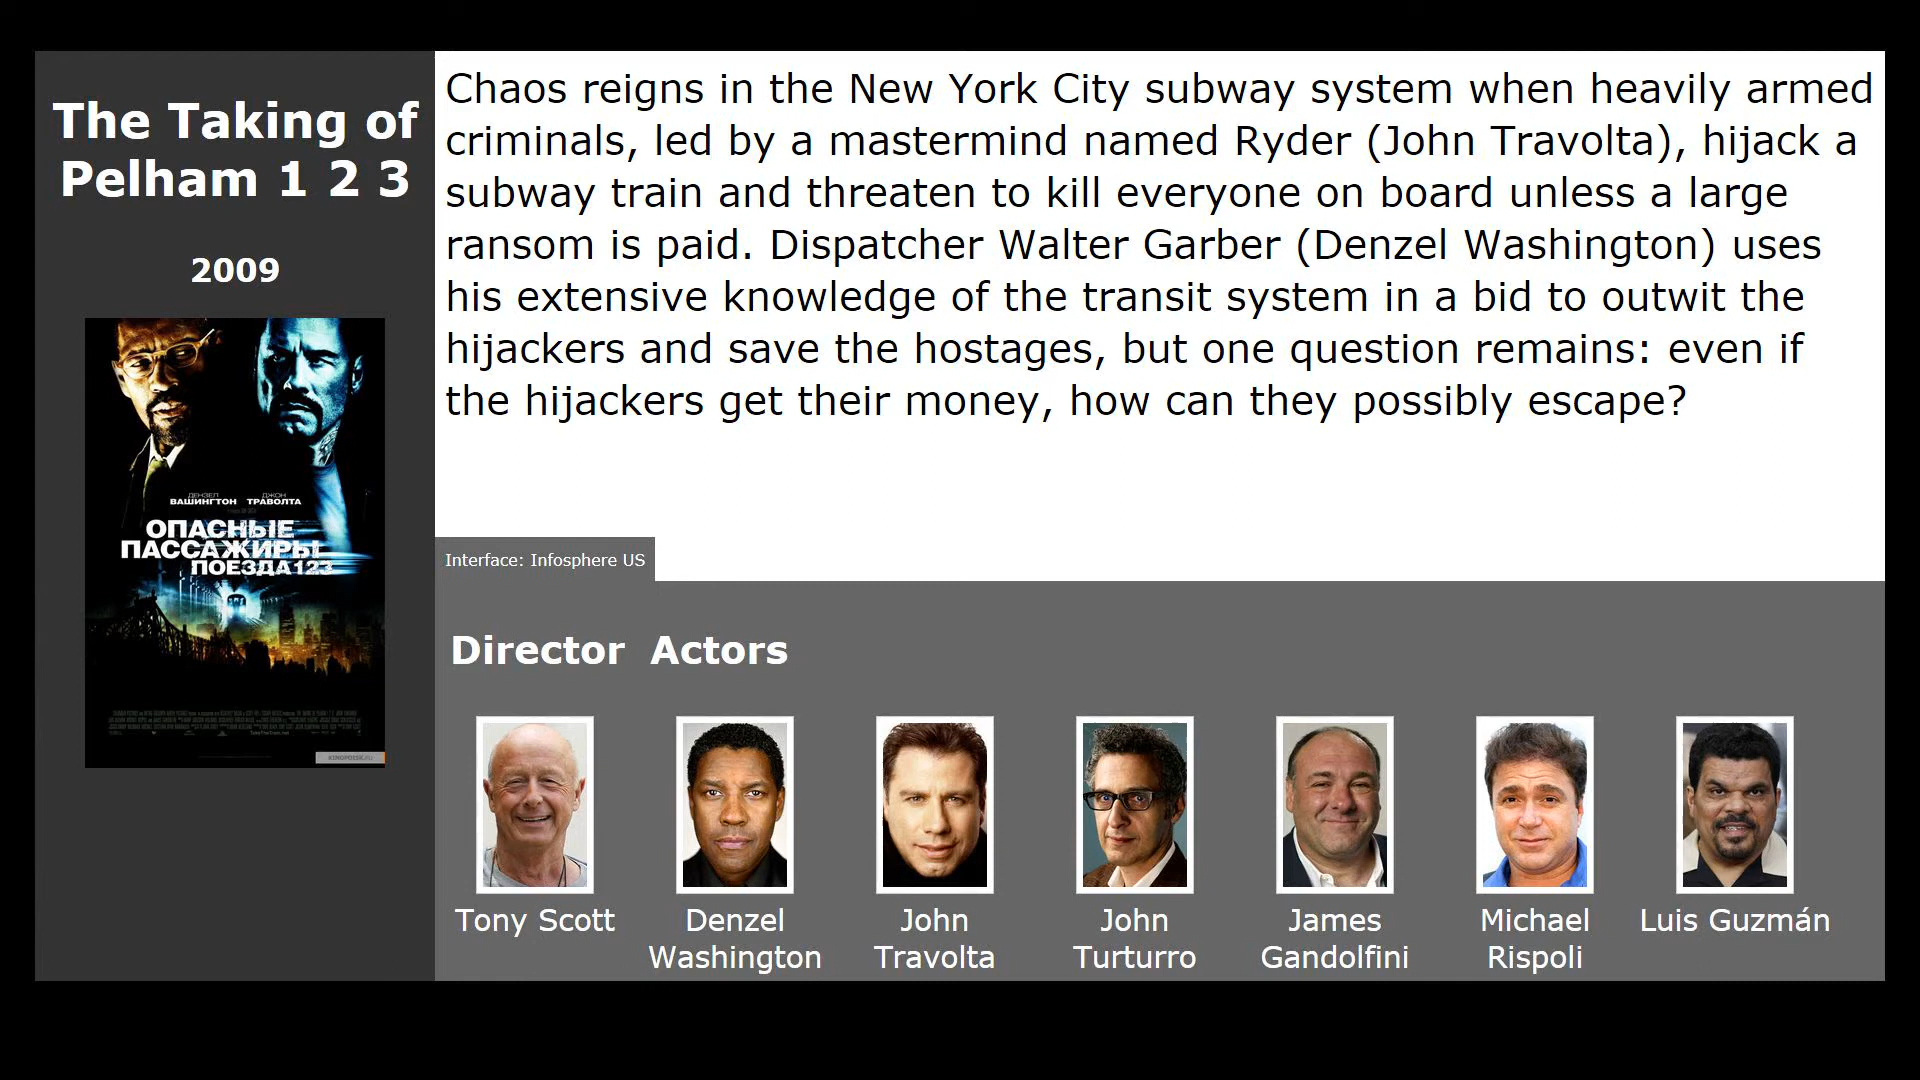 The Taking of
Pelham 1 2 3
2009
ДЕНЗЕЛ ДЖОН
ВАШИНГТОН ТРАВОЛТА
ОПАСНЫЕ
ПАССАЖИРЫ
ПОЕЗДА 123
KINOPOISK.RU
Chaos reigns in the New York City subway system when heavily armed
criminals, led by a mastermind named Ryder (John Travolta), hijack a
subway train and threaten to kill everyone on board unless a large
ransom is paid. Dispatcher Walter Garber (Denzel Washington) uses
his extensive knowledge of the transit system in a bid to outwit the
hijackers and save the hostages, but one question remains: even if
the hijackers get their money, how can they possibly escape?
Interface: Infosphere US
Director Actors
Tony Scott
Denzel
Washington
John
Travolta
John
Turturro
James
Gandolfini
Michael
Rispoli
Luis Guzmán